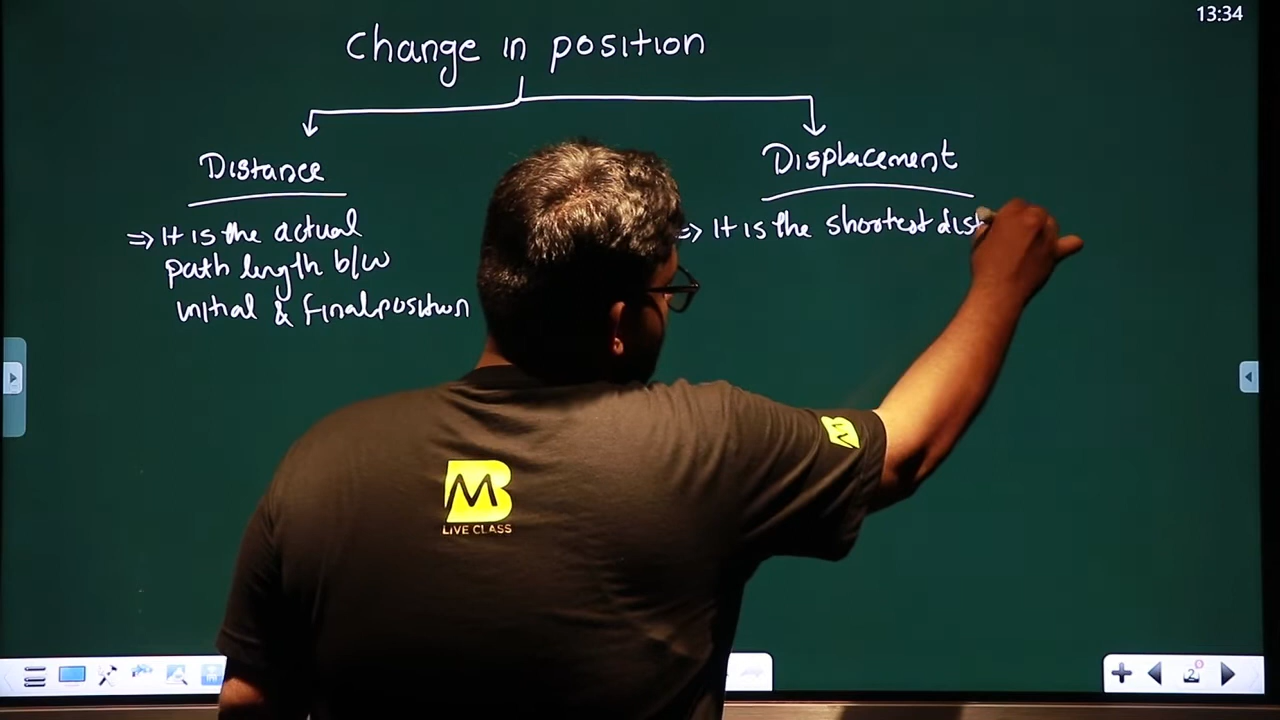 13:34
Change in position
Distance
⇒ It is the actual
path length b/w
initial & final position
Displacement
⇒ It is the shortest dist
MB
LIVE CLASS
2